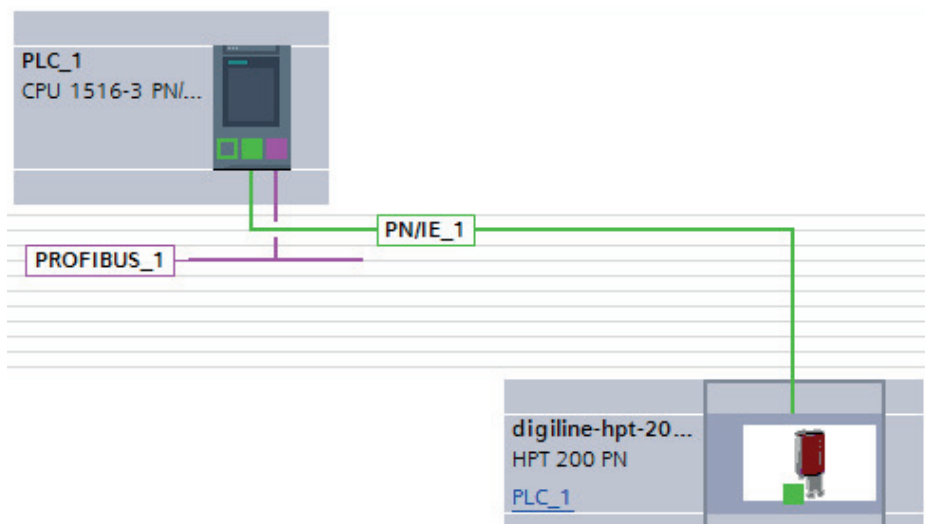 PLC_1
CPU 1516-3 PN/...
PN/IE_1
PROFIBUS_1
digiline-hpt-20...
HPT 200 PN
PLC_1